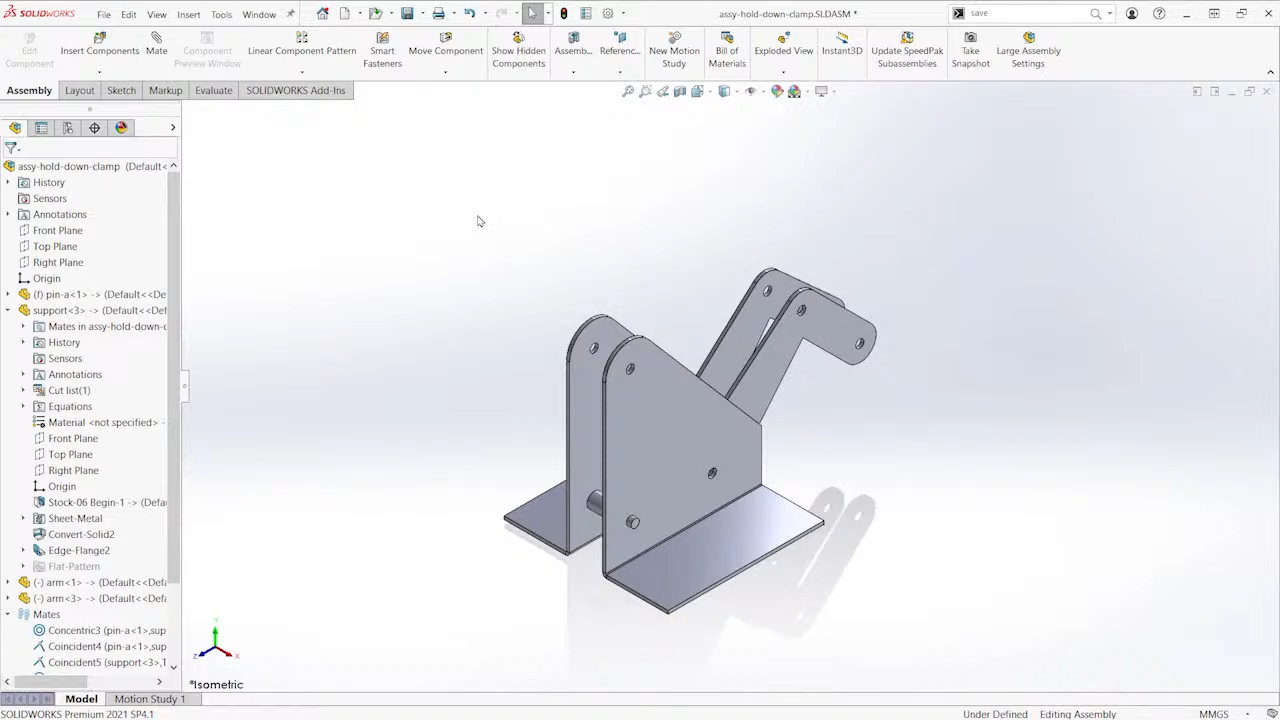 SOLIDWORKS File Edit View Insert Tools Window assy-hold-down-clamp.SLDASM * save
Edit Component
Insert Components
Mate
Component Preview Window
Linear Component Pattern
Smart Fasteners
Move Component
Show Hidden Components
Assemb...
Referenc...
New Motion Study
Bill of Materials
Exploded View
Instant3D
Update SpeedPak Subassemblies
Take Snapshot
Large Assembly Settings
Assembly Layout Sketch Markup Evaluate SOLIDWORKS Add-Ins
assy-hold-down-clamp (Default<
History
Sensors
Annotations
Front Plane
Top Plane
Right Plane
Origin
(f) pin-a<1> -> (Default<<De
support<3> -> (Default<<De
Mates in assy-hold-down-c
History
Sensors
Annotations
Cut list(1)
Equations
Material <not specified> -
Front Plane
Top Plane
Right Plane
Origin
Stock-06 Begin-1 -> (Defau
Sheet-Metal
Convert-Solid2
Edge-Flange2
Flat-Pattern
(-) arm<1> -> (Default<<Defa
(-) arm<3> -> (Default<<Defa
Mates
Concentric3 (pin-a<1>,sup
Coincident4 (pin-a<1>,sup
Coincident5 (support<3>,T
Y
Z X
*Isometric
Model Motion Study 1
SOLIDWORKS Premium 2021 SP4.1 Under Defined Editing Assembly MMGS